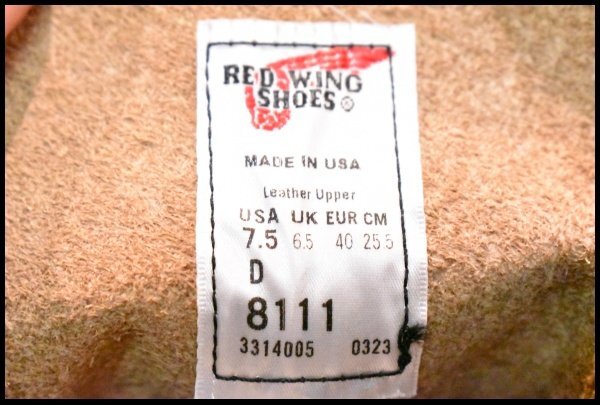 RED WING
SHOES®
MADE IN USA
Leather Upper
USA UK EUR CM
7.5 6.5 40 25.5
D
8111
3314005 0323